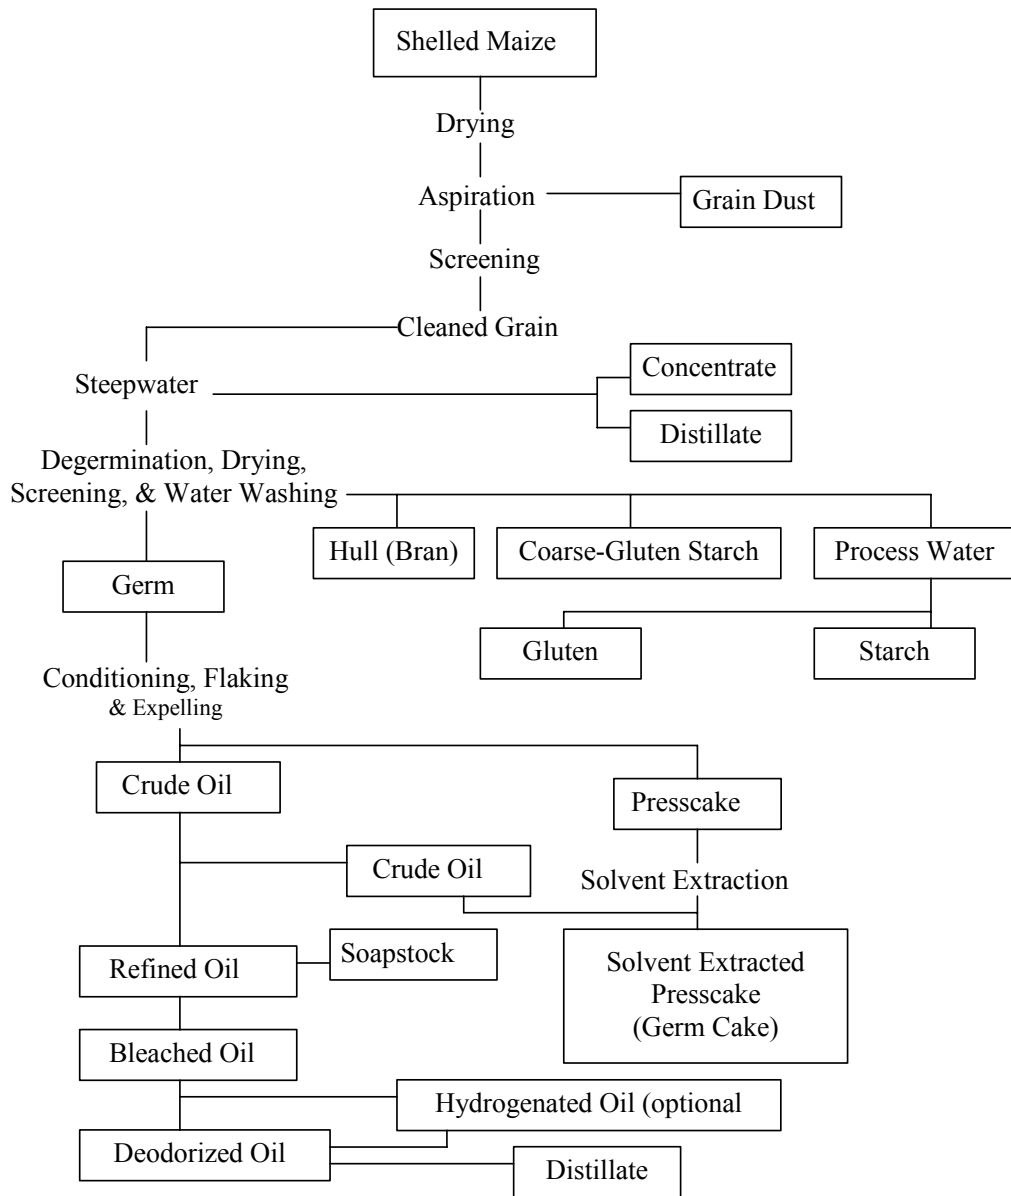 Shelled Maize
Drying
Aspiration
Grain Dust
Screening
Cleaned Grain
Concentrate
Steepwater
Distillate
Degermination, Drying,
Screening, & Water Washing
Hull (Bran)
Coarse-Gluten Starch
Process Water
Germ
Gluten
Starch
Conditioning, Flaking
& Expelling
Crude Oil
Presscake
Crude Oil
Solvent Extraction
Soapstock
Refined Oil
Solvent Extracted
Presscake
(Germ Cake)
Bleached Oil
Hydrogenated Oil (optional
Deodorized Oil
Distillate